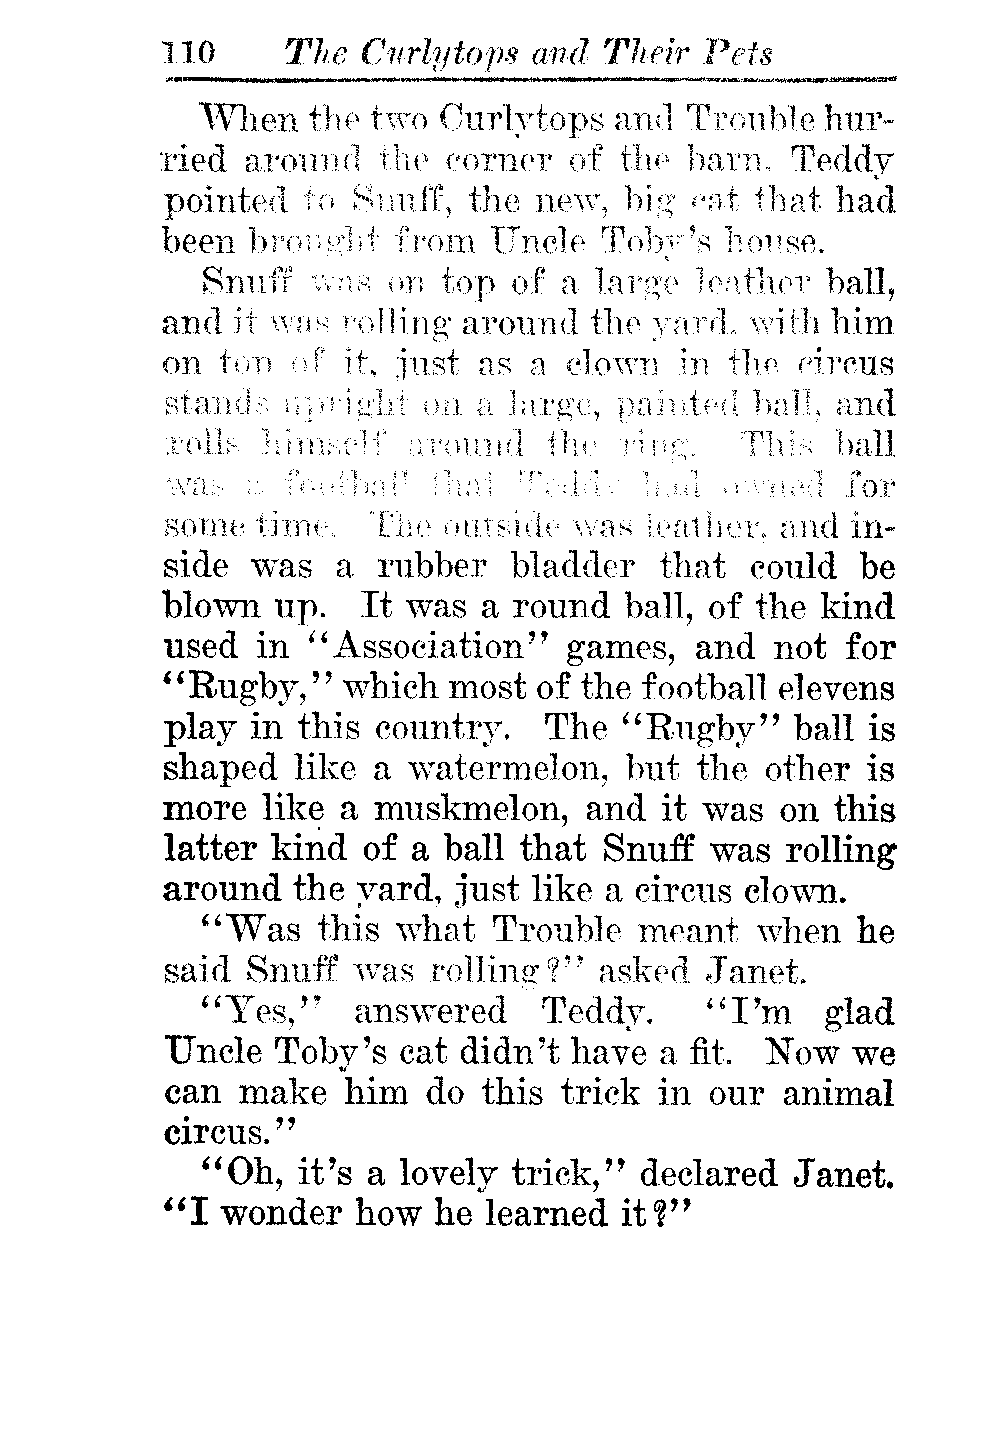 110 The Curlytops and Their Pets
When the two Curlytops and Trouble hur-
ried around the corner of the barn, Teddy
pointed to Snuff, the new, big cat that had
been brought from Uncle Toby's house.
Snuff was on top of a large leather ball,
and it was rolling around the yard, with him
on top of it, just as a clown in the circus
stands upright on a large, painted ball, and
rolls himself around the ring. This ball
was a football that Teddy had owned for
some time. The outside was leather, and in-
side was a rubber bladder that could be
blown up. It was a round ball, of the kind
used in "Association" games, and not for
"Rugby," which most of the football elevens
play in this country. The "Rugby" ball is
shaped like a watermelon, but the other is
more like a muskmelon, and it was on this
latter kind of a ball that Snuff was rolling
around the yard, just like a circus clown.
"Was this what Trouble meant when he
said Snuff was rolling?" asked Janet.
"Yes," answered Teddy. "I'm glad
Uncle Toby's cat didn't have a fit. Now we
can make him do this trick in our animal
circus."
"Oh, it's a lovely trick," declared Janet.
"I wonder how he learned it?"